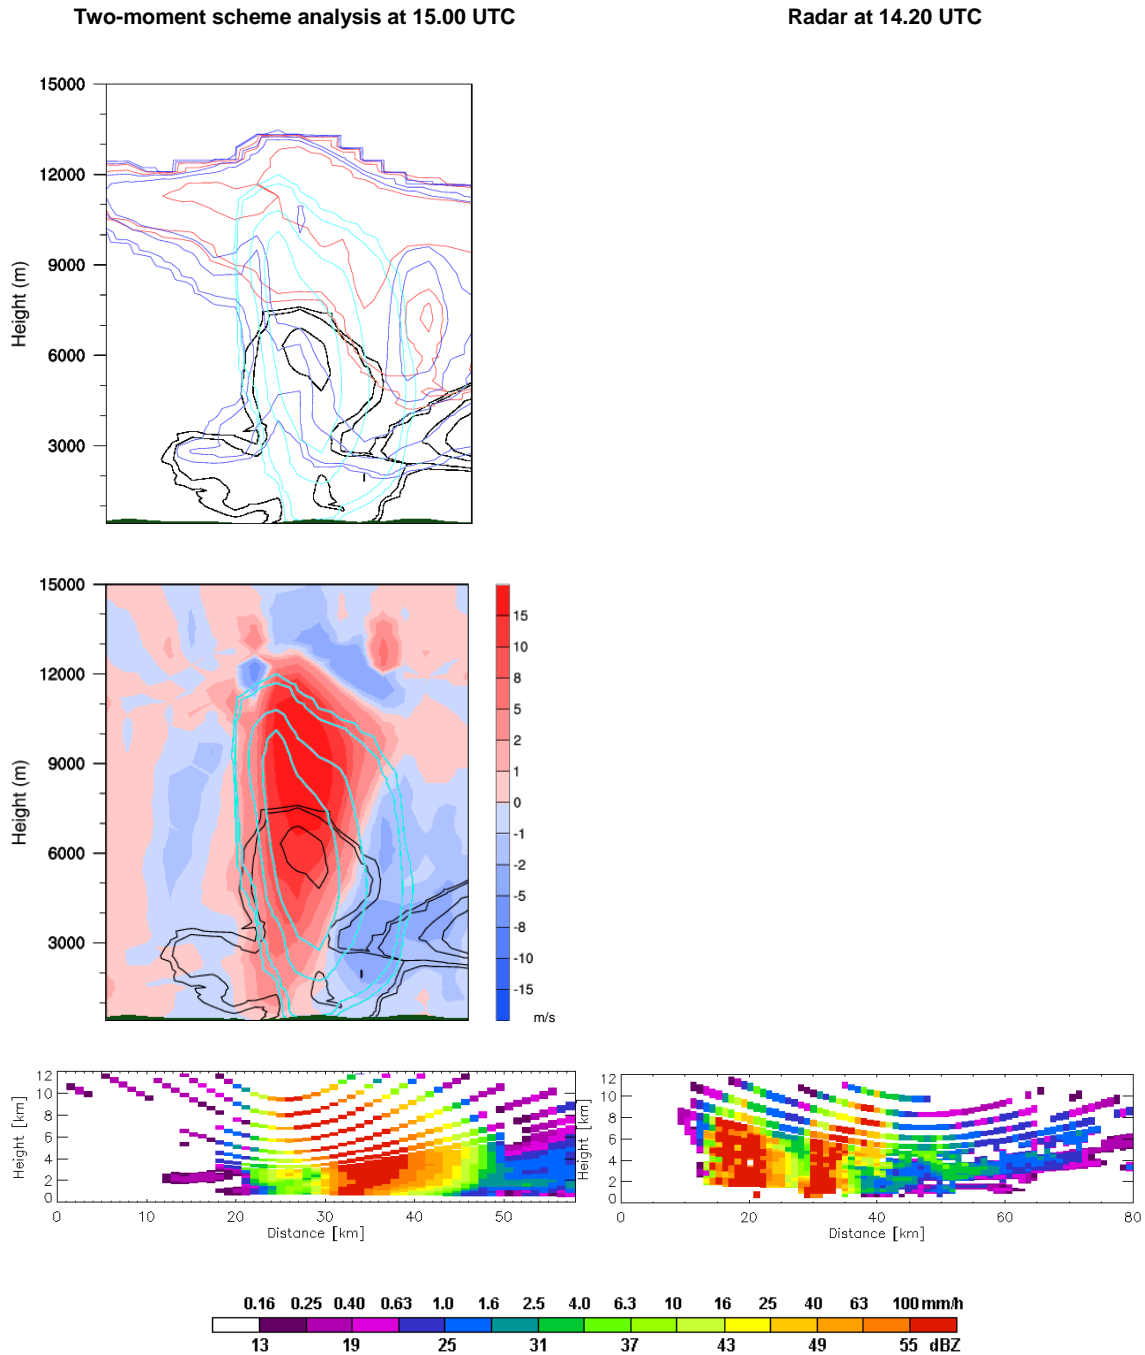 Two-moment scheme analysis at 15.00 UTC
Radar at 14.20 UTC
15000
12000
9000
6000
3000
Height (m)
15000
12000
9000
6000
3000
Height (m)
15
10
8
5
2
1
0
-1
-2
-5
-8
-10
-15
m/s
12
10
8
6
4
2
0
Height [km]
0 10 20 30 40 50
Distance [km]
12
10
8
6
4
2
0
Height [km]
0 20 40 60 80
Distance [km]
0.16 0.25 0.40 0.63 1.0 1.6 2.5 4.0 6.3 10 16 25 40 63 100 mm/h
13 19 25 31 37 43 49 55 dBZ